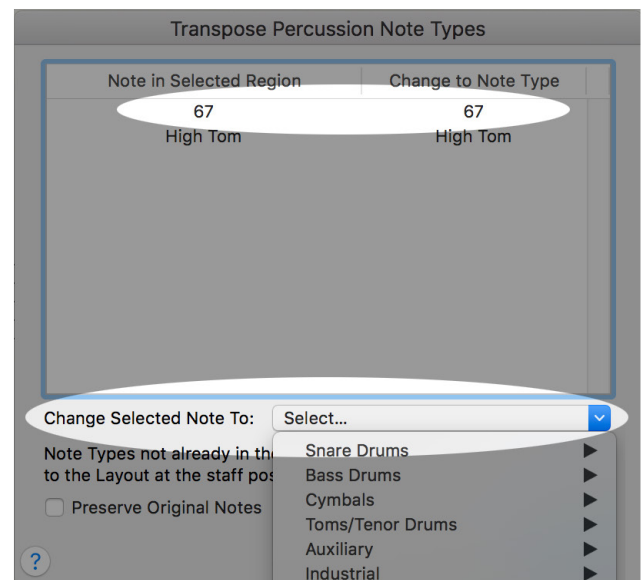 Transpose Percussion Note Types
Note in Selected Region Change to Note Type
67 67
High Tom High Tom
Change Selected Note To: Select...
Note Types not already in the
to the Layout at the staff pos
Preserve Original Notes
Snare Drums
Bass Drums
Cymbals
Toms/Tenor Drums
Auxiliary
Industrial
?